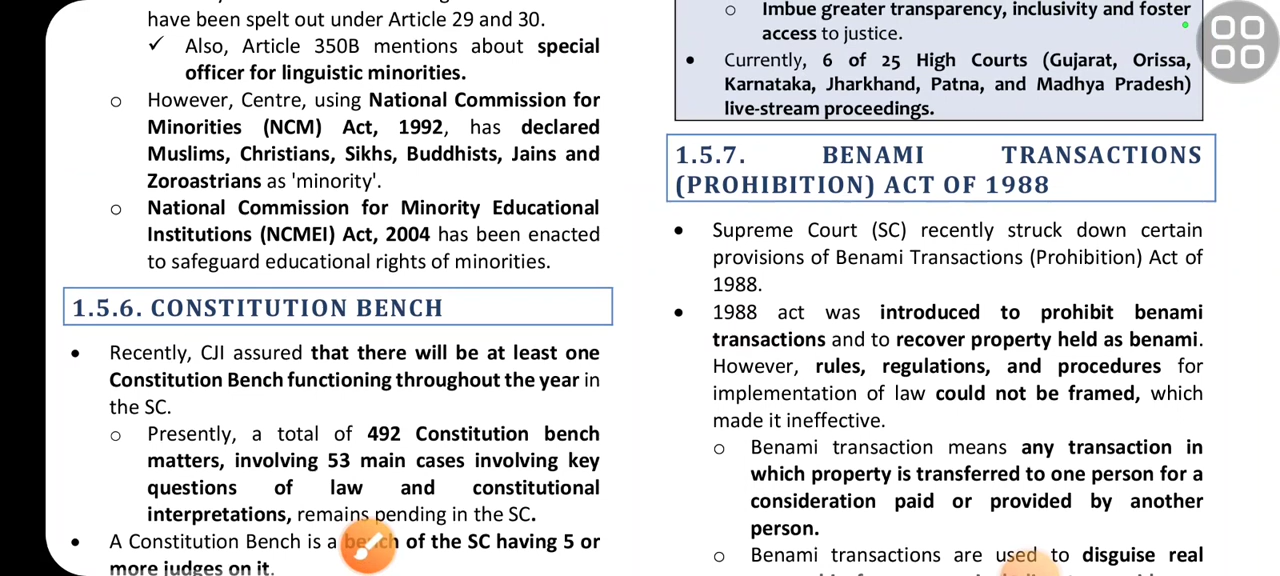 have been spelt out under Article 29 and 30.
✓ Also, Article 350B mentions about special
officer for linguistic minorities.
o However, Centre, using National Commission for
Minorities (NCM) Act, 1992, has declared
Muslims, Christians, Sikhs, Buddhists, Jains and
Zoroastrians as 'minority'.
o National Commission for Minority Educational
Institutions (NCMEI) Act, 2004 has been enacted
to safeguard educational rights of minorities.
1.5.6. CONSTITUTION BENCH
• Recently, CJI assured that there will be at least one
Constitution Bench functioning throughout the year in
the SC.
o Presently, a total of 492 Constitution bench
matters, involving 53 main cases involving key
questions of law and constitutional
interpretations, remains pending in the SC.
• A Constitution Bench is a bench of the SC having 5 or
more judges on it.
o Imbue greater transparency, inclusivity and foster
access to justice.
• Currently, 6 of 25 High Courts (Gujarat, Orissa,
Karnataka, Jharkhand, Patna, and Madhya Pradesh)
live-stream proceedings.
1.5.7. BENAMI TRANSACTIONS
(PROHIBITION) ACT OF 1988
• Supreme Court (SC) recently struck down certain
provisions of Benami Transactions (Prohibition) Act of
1988.
• 1988 act was introduced to prohibit benami
transactions and to recover property held as benami.
However, rules, regulations, and procedures for
implementation of law could not be framed, which
made it ineffective.
o Benami transaction means any transaction in
which property is transferred to one person for a
consideration paid or provided by another
person.
o Benami transactions are used to disguise real